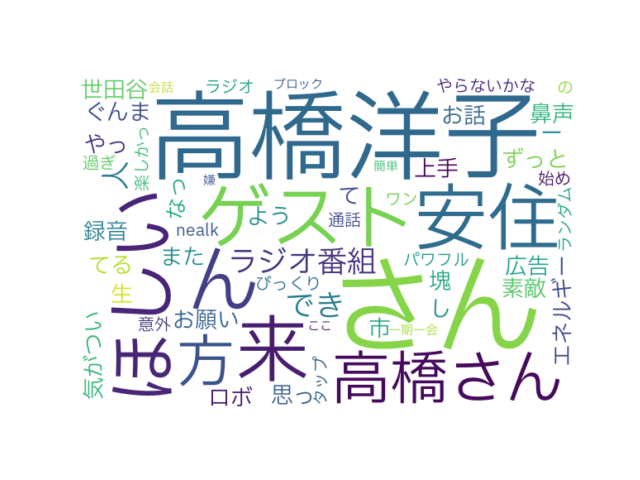 世田谷
会話
ラジオ
ブロック
やらないかな
の
ぐんま
高橋洋子
お話
鼻声
ー
やっ
人
過ぎ
楽しかっ
なっ
嫌
簡単
上手
ずっと
始め
ランダム
ゲスト
安住
ワン
録音
nealk
よう
て
通話
ほしい
ん
また
ラジオ番組
パワフル
広告
てる
びっくり
さん
塊
素敵
エネルギー
生
でき
し
気がつい
意外
お願い
来
ここ
市
一期一会
方
高橋さん
ロボ
思っ
タップ